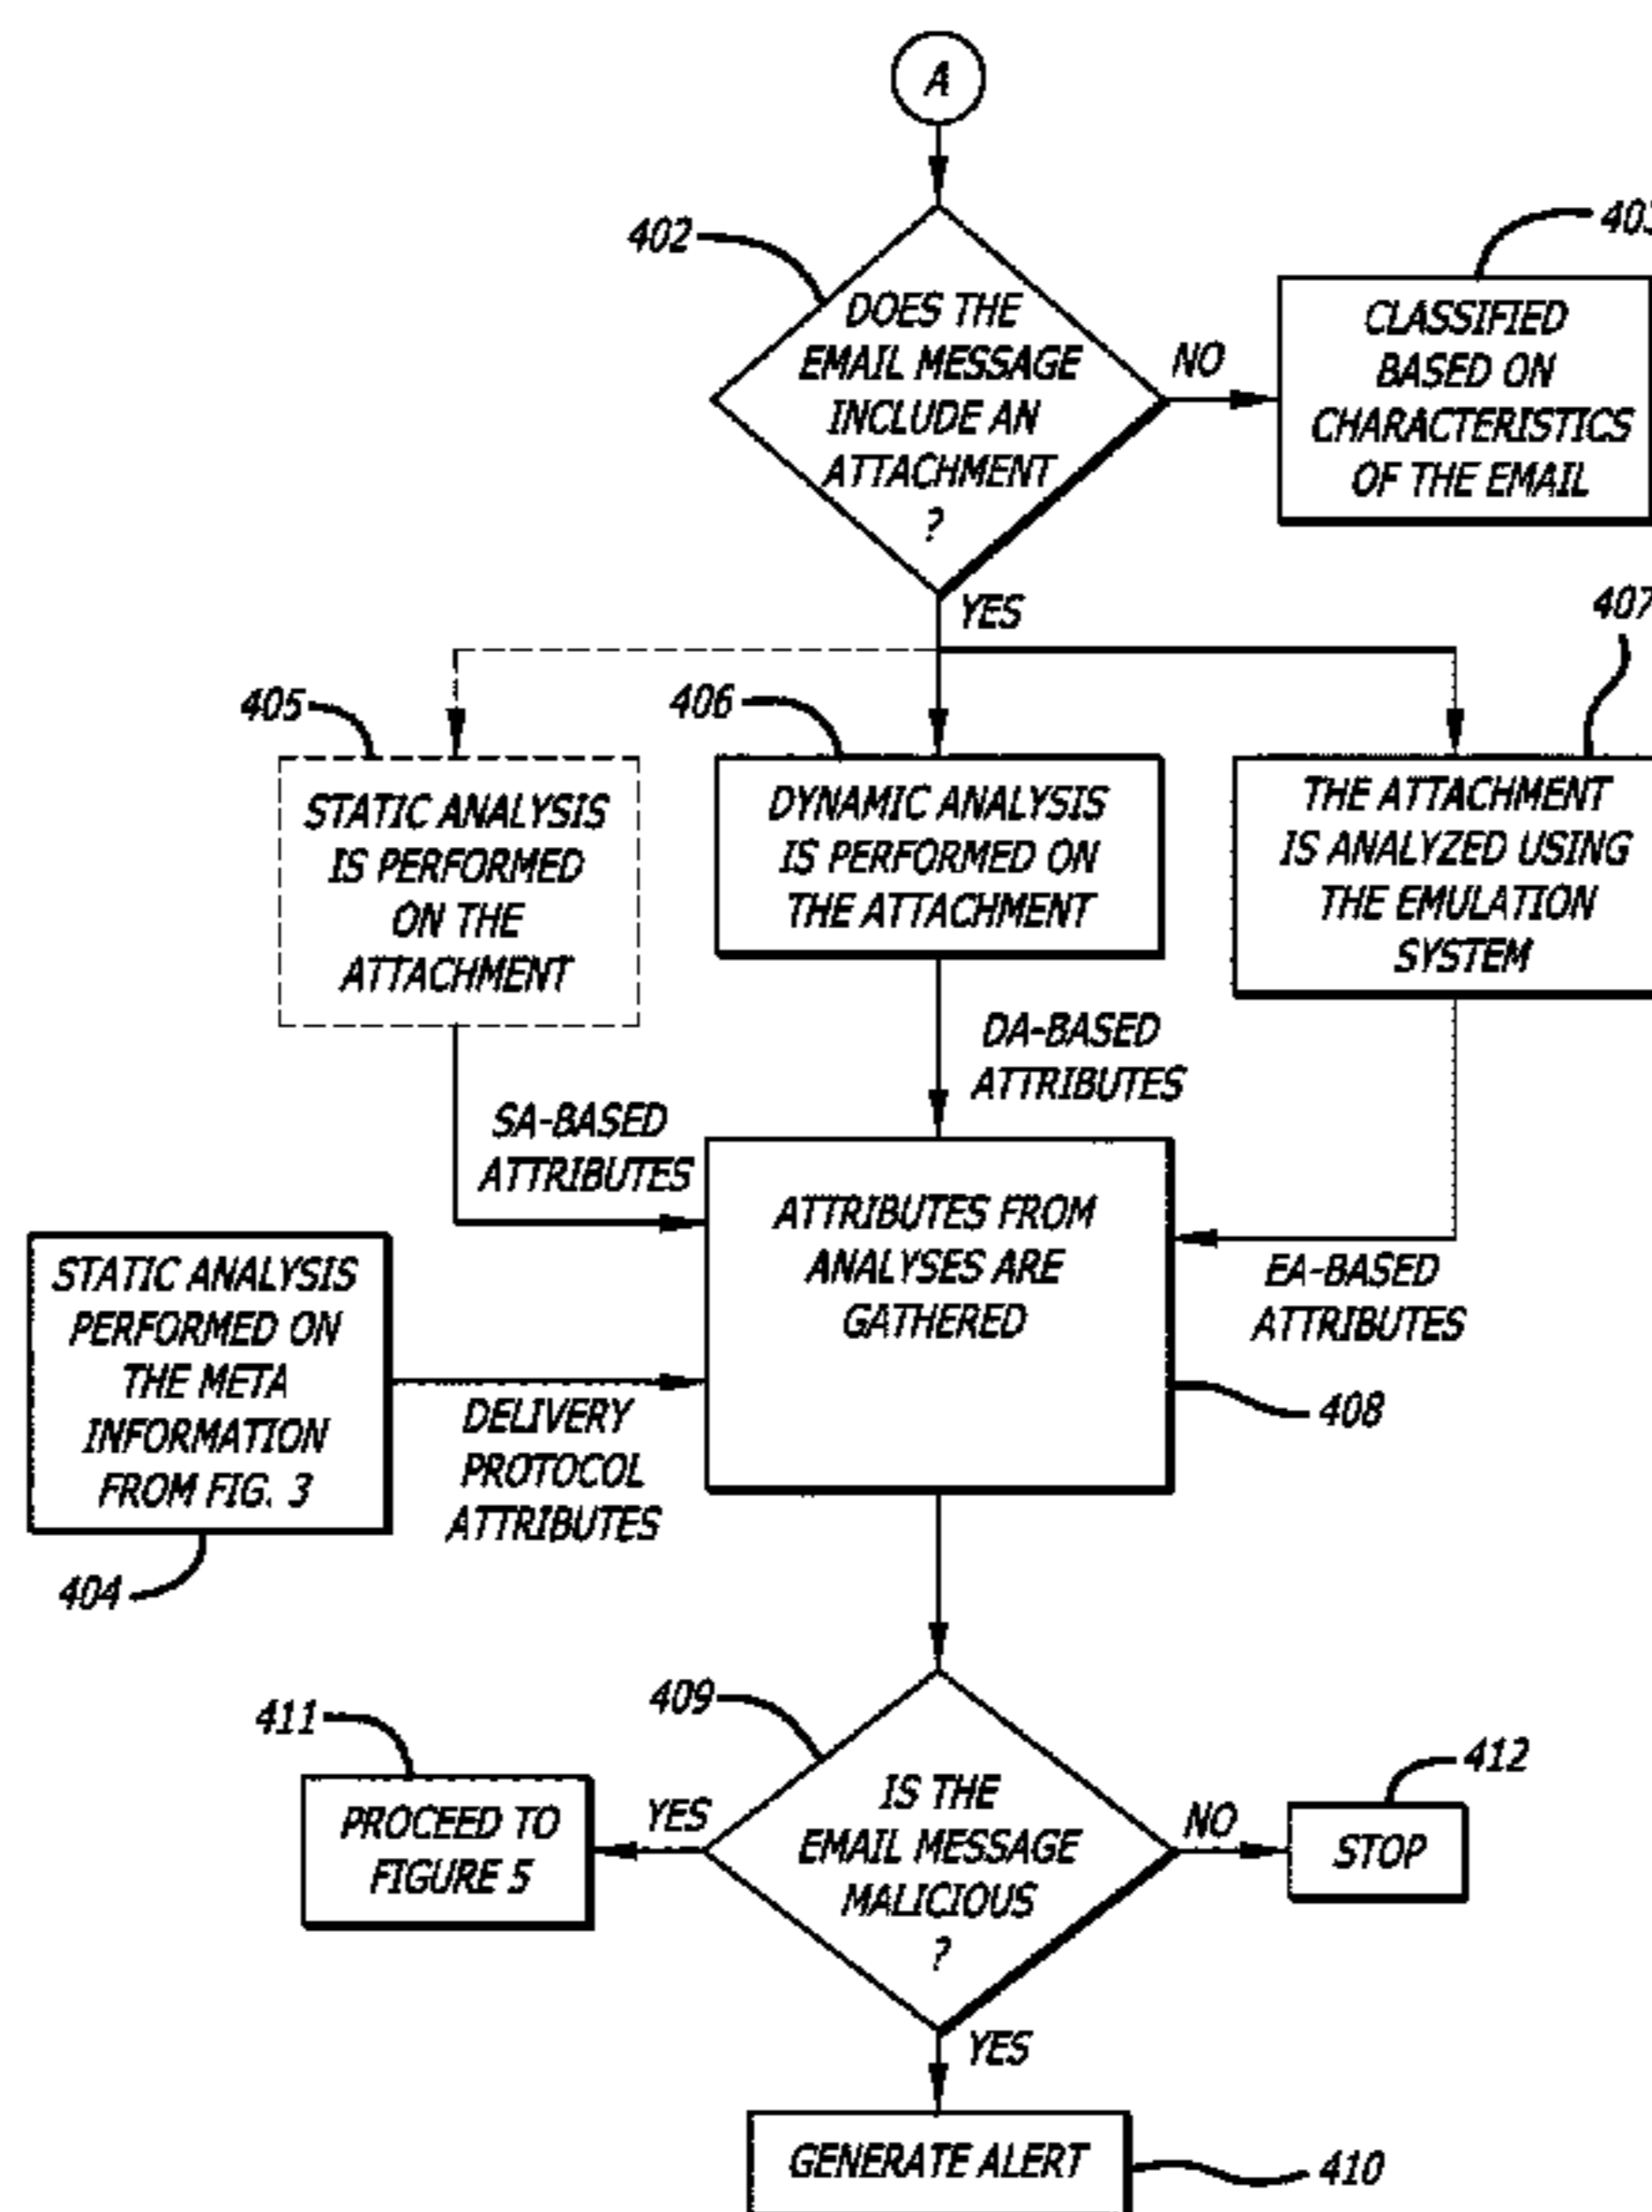 A
402
DOES THE
EMAIL MESSAGE
INCLUDE AN
ATTACHMENT
?
NO
403
CLASSIFIED
BASED ON
CHARACTERISTICS
OF THE EMAIL
YES
405
STATIC ANALYSIS
IS PERFORMED
ON THE
ATTACHMENT
406
DYNAMIC ANALYSIS
IS PERFORMED ON
THE ATTACHMENT
407
THE ATTACHMENT
IS ANALYZED USING
THE EMULATION
SYSTEM
SA-BASED
ATTRIBUTES
DA-BASED
ATTRIBUTES
EA-BASED
ATTRIBUTES
STATIC ANALYSIS
PERFORMED ON
THE META
INFORMATION
FROM FIG. 3
404
DELIVERY
PROTOCOL
ATTRIBUTES
ATTRIBUTES FROM
ANALYSES ARE
GATHERED
408
409
IS THE
EMAIL MESSAGE
MALICIOUS
?
YES
411
PROCEED TO
FIGURE 5
NO
412
STOP
YES
GENERATE ALERT
410